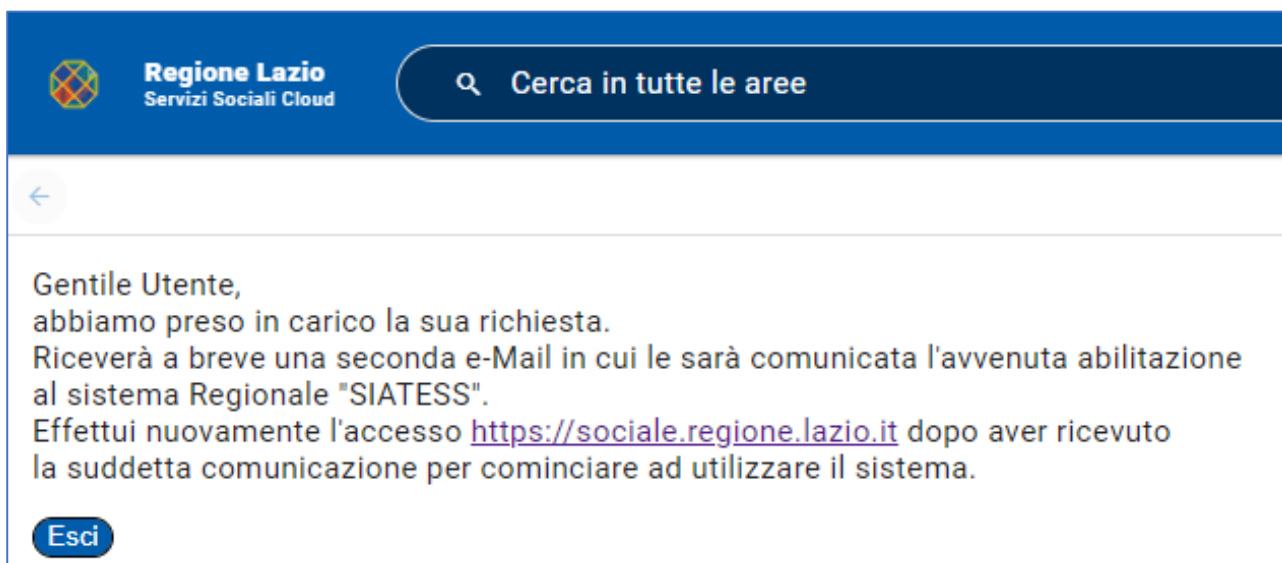 Regione Lazio
Servizi Sociali Cloud
Cerca in tutte le aree
Gentile Utente,
abbiamo preso in carico la sua richiesta.
Riceverà a breve una seconda e-Mail in cui le sarà comunicata l'avvenuta abilitazione
al sistema Regionale "SIATESS".
Effettui nuovamente l'accesso https://sociale.regione.lazio.it dopo aver ricevuto
la suddetta comunicazione per cominciare ad utilizzare il sistema.
Esci